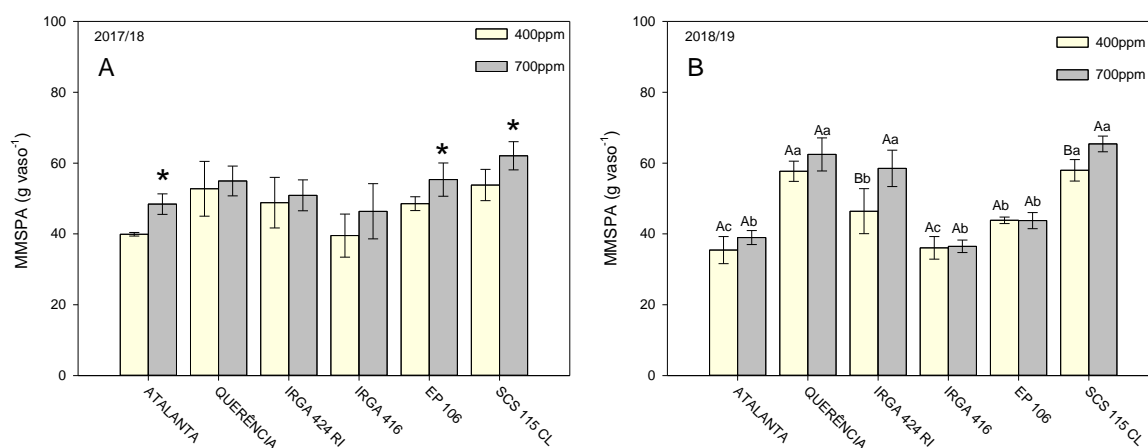 2017/18
A
400ppm
700ppm
MMSPA (g vaso⁻¹)
100
80
60
40
20
0
*
*
*
ATALANTA
QUERÊNCIA
IRGA 424 RI
IRGA 416
EP 106
SCS 115 CL
2018/19
B
400ppm
700ppm
MMSPA (g vaso⁻¹)
100
80
60
40
20
0
Ac Ab
Aa Aa
Bb Aa
Ac Ab
Ab Ab
Ba Aa
ATALANTA
QUERÊNCIA
IRGA 424 RI
IRGA 416
EP 106
SCS 115 CL